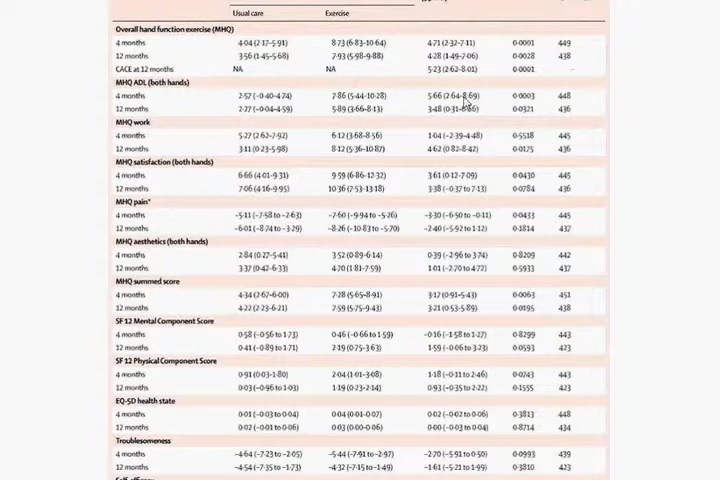 Usual care Exercise
Overall hand function exercise (MHQ)
4 months 4·04 (2·17–5·91) 8·73 (6·83–10·64) 4·71 (2·32–7·11) 0·0001 449
12 months 3·56 (1·45–5·68) 7·93 (5·98–9·88) 4·28 (1·49–7·06) 0·0028 438
CACE at 12 months NA NA 5·23 (2·62–8·01) 0·0001 ··
MHQ ADL (both hands)
4 months 2·57 (−0·40–4·74) 7·86 (5·44–10·28) 5·66 (2·64–8·69) 0·0003 448
12 months 2·27 (−0·04–4·59) 5·89 (3·66–8·13) 3·48 (0·31–6·66) 0·0321 436
MHQ work
4 months 5·27 (2·62–7·92) 6·12 (3·68–8·56) 1·04 (−2·39–4·48) 0·5518 445
12 months 3·11 (0·23–5·98) 8·12 (5·36–10·87) 4·62 (0·82–8·42) 0·0175 436
MHQ satisfaction (both hands)
4 months 6·66 (4·01–9·31) 9·59 (6·86–12·32) 3·61 (0·12–7·09) 0·0430 445
12 months 7·06 (4·16–9·95) 10·36 (7·53–13·18) 3·38 (−0·37 to 7·13) 0·0784 436
MHQ pain*
4 months −5·11 (−7·58 to −2·63) −7·60 (−9·94 to −5·26) −3·30 (−6·50 to −0·11) 0·0433 445
12 months −6·01 (−8·74 to −3·29) −8·26 (−10·83 to −5·70) −2·40 (−5·92 to 1·12) 0·1814 437
MHQ aesthetics (both hands)
4 months 2·84 (0·27–5·41) 3·52 (0·89–6·14) 0·39 (−2·96 to 3·74) 0·8209 442
12 months 3·37 (0·42–6·33) 4·70 (1·81–7·59) 1·01 (−2·70 to 4·72) 0·5933 437
MHQ summed score
4 months 4·34 (2·67–6·00) 7·28 (5·65–8·91) 3·17 (0·91–5·43) 0·0063 451
12 months 4·22 (2·23–6·21) 7·59 (5·75–9·43) 3·21 (0·53–5·89) 0·0195 438
SF 12 Mental Component Score
4 months 0·58 (−0·56 to 1·73) 0·46 (−0·66 to 1·59) −0·16 (−1·58 to 1·27) 0·8299 443
12 months 0·41 (−0·89 to 1·71) 2·19 (0·75–3·63) 1·59 (−0·06 to 3·23) 0·0593 423
SF 12 Physical Component Score
4 months 0·91 (0·03–1·80) 2·04 (1·01–3·08) 1·18 (−0·11 to 2·46) 0·0743 443
12 months 0·03 (−0·96 to 1·03) 1·19 (0·23–2·14) 0·93 (−0·35 to 2·22) 0·1555 423
EQ-5D health state
4 months 0·01 (−0·03 to 0·04) 0·04 (0·01–0·07) 0·02 (−0·02 to 0·06) 0·3813 448
12 months 0·02 (−0·01 to 0·06) 0·03 (0·00–0·06) 0·00 (−0·03 to 0·04) 0·8714 434
Troublesomeness
4 months −4·64 (−7·23 to −2·05) −5·44 (−7·91 to −2·97) −2·70 (−5·91 to 0·50) 0·0993 439
12 months −4·54 (−7·35 to −1·73) −4·32 (−7·15 to −1·49) −1·61 (−5·21 to 1·99) 0·3810 423